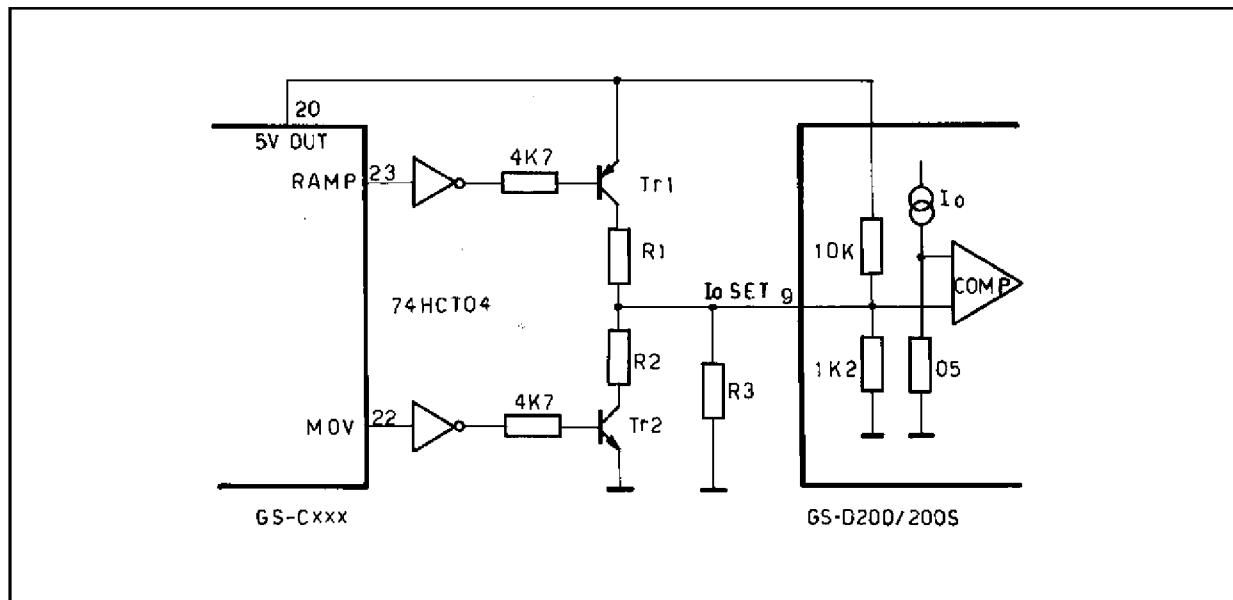 20
5V OUT
RAMP 23
4K7
Tr1
R1
74HCT04
R2
MOV 22
4K7
Tr2
R3
Io SET 9
10K
Io
COMP
1K2
05
GS-Cxxx
GS-D200/200S